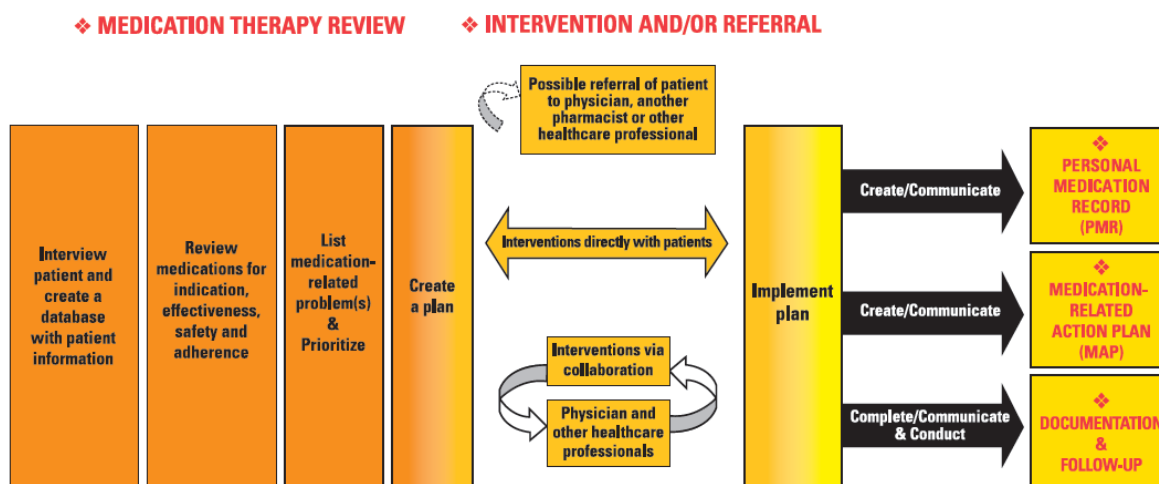 ❖ MEDICATION THERAPY REVIEW
❖ INTERVENTION AND/OR REFERRAL
Interview
patient and
create a
database
with patient
information
Review
medications for
indication,
effectiveness,
safety and
adherence
List
medication-
related
problem(s)
&
Prioritize
Create
a plan
Possible referral of patient
to physician, another
pharmacist or other
healthcare professional
Interventions directly with patients
Interventions via
collaboration
Physician and
other healthcare
professionals
Implement
plan
Create/Communicate
❖
PERSONAL
MEDICATION
RECORD
(PMR)
Create/Communicate
❖
MEDICATION-
RELATED
ACTION PLAN
(MAP)
Complete/Communicate
& Conduct
❖
DOCUMENTATION
&
FOLLOW-UP